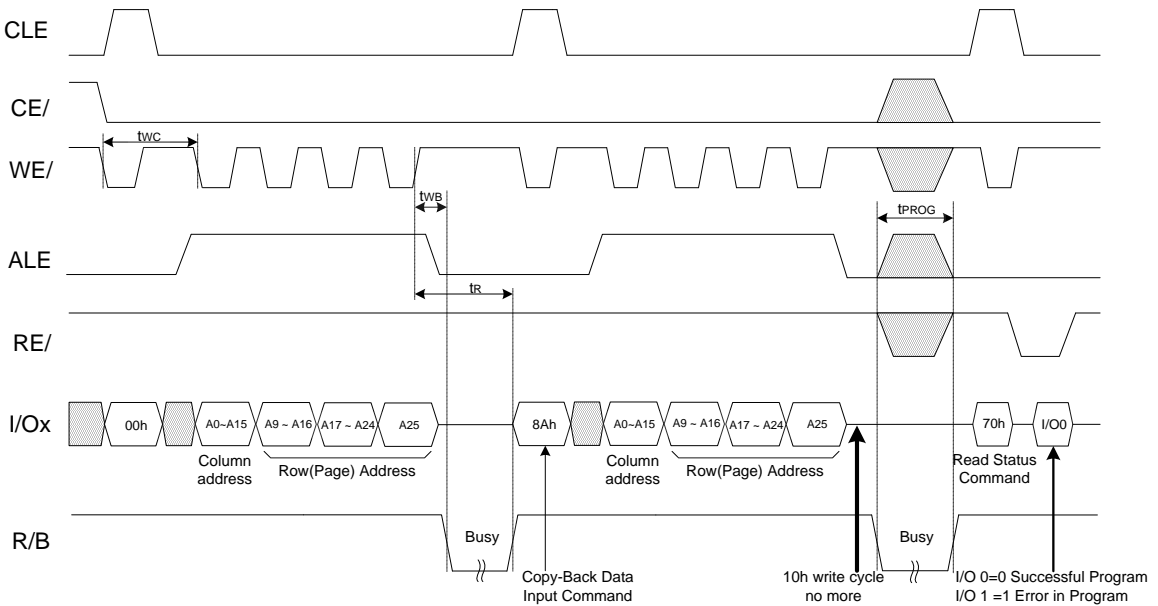 CLE
CE/
tWC
WE/
tWB
tPROG
ALE
tR
RE/
I/Ox
00h
A0~A15
A9 ~ A16
A17 ~ A24
A25
8Ah
A0~A15
A9 ~ A16
A17 ~ A24
A25
70h
I/O0
Column
address
Row(Page) Address
Column
address
Row(Page) Address
Read Status
Command
R/B
Busy
Busy
Copy-Back Data
Input Command
10h write cycle
no more
I/O 0=0 Successful Program
I/O 1 =1 Error in Program